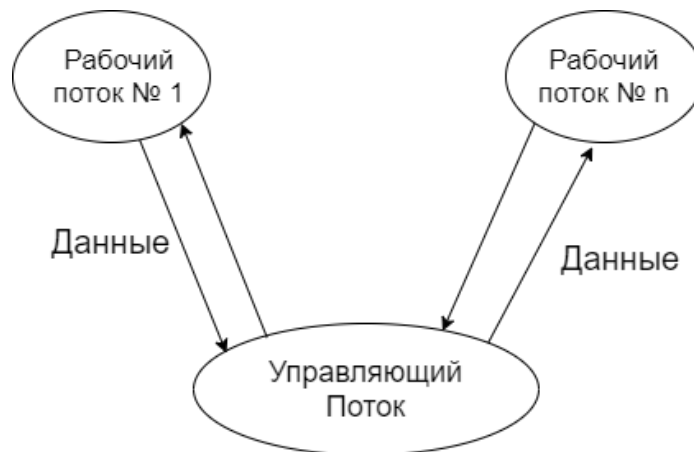 Рабочий
поток № 1
Рабочий
поток № n
Данные
Данные
Управляющий
Поток